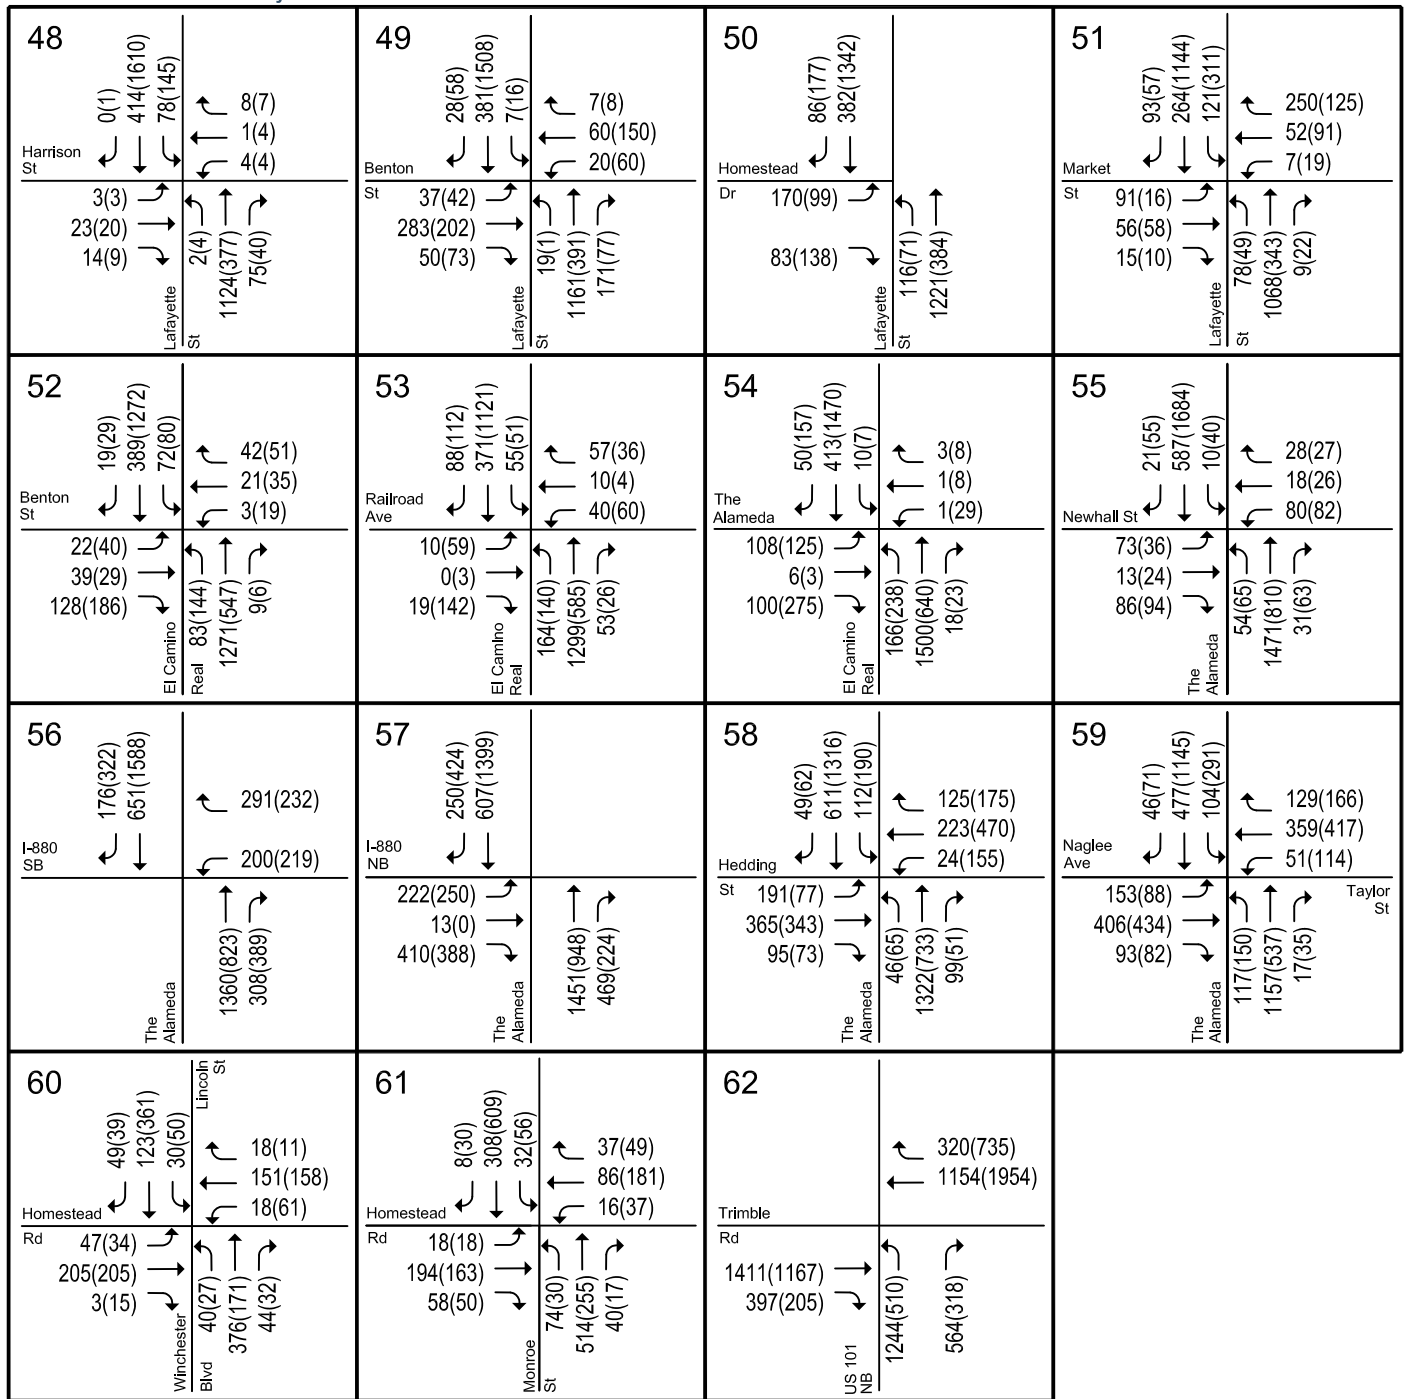 48
0(1)
414(1610)
78(145)
8(7)
1(4)
4(4)
Harrison
St
3(3)
23(20)
14(9)
2(4)
1124(377)
75(40)
Lafayette
St
49
28(58)
381(1508)
7(16)
7(8)
60(150)
20(60)
Benton
St
37(42)
283(202)
50(73)
19(1)
1161(391)
171(77)
Lafayette
St
50
86(177)
382(1342)
Homestead
Dr
170(99)
83(138)
116(71)
1221(384)
Lafayette
St
51
93(57)
264(1144)
121(311)
250(125)
52(91)
7(19)
Market
St
91(16)
56(58)
15(10)
78(49)
1068(343)
9(22)
Lafayette
St
52
19(29)
389(1272)
72(80)
42(51)
21(35)
3(19)
Benton
St
22(40)
39(29)
128(186)
83(144)
1271(547)
9(6)
El Camino
Real
53
88(112)
371(1121)
55(51)
57(36)
10(4)
40(60)
Railroad
Ave
10(59)
0(3)
19(142)
164(140)
1299(585)
53(26)
El Camino
Real
54
50(157)
413(1470)
10(7)
3(8)
1(8)
1(29)
The
Alameda
108(125)
6(3)
100(275)
166(238)
1500(640)
18(23)
El Camino
Real
55
21(55)
587(1684)
10(40)
28(27)
18(26)
80(82)
Newhall St
73(36)
13(24)
86(94)
54(65)
1471(810)
31(63)
The
Alameda
56
176(322)
651(1588)
291(232)
200(219)
I-880
SB
1360(823)
308(389)
The
Alameda
57
250(424)
607(1399)
I-880
NB
222(250)
13(0)
410(388)
1451(948)
469(224)
The
Alameda
58
49(62)
611(1316)
112(190)
125(175)
223(470)
24(155)
Hedding
St
191(77)
365(343)
95(73)
46(65)
1322(733)
99(51)
The
Alameda
59
46(71)
477(1145)
104(291)
129(166)
359(417)
51(114)
Naglee
Ave
153(88)
406(434)
93(82)
117(150)
1157(537)
17(35)
Taylor
St
The
Alameda
60
49(39)
123(361)
30(50)
Lincoln
St
18(11)
151(158)
18(61)
Homestead
Rd
47(34)
205(205)
3(15)
40(27)
376(171)
44(32)
Winchester
Blvd
61
8(30)
308(609)
32(56)
37(49)
86(181)
16(37)
Homestead
Rd
18(18)
194(163)
58(50)
74(30)
514(255)
40(17)
Monroe
St
62
320(735)
1154(1954)
Trimble
Rd
1411(1167)
397(205)
1244(510)
564(318)
US 101
NB